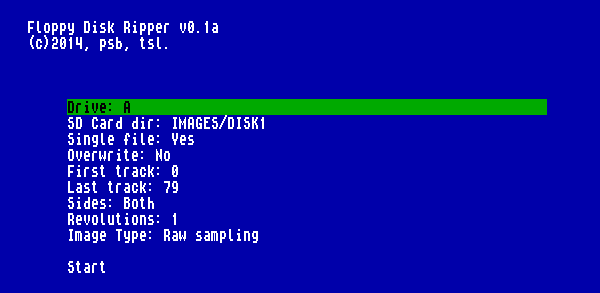 Floppy Disk Ripper v0.1a
(c)2014, psb, tsl.
Drive: A
SD Card dir: IMAGES/DISK1
Single file: Yes
Overwrite: No
First track: 0
Last track: 79
Sides: Both
Revolutions: 1
Image Type: Raw sampling
Start